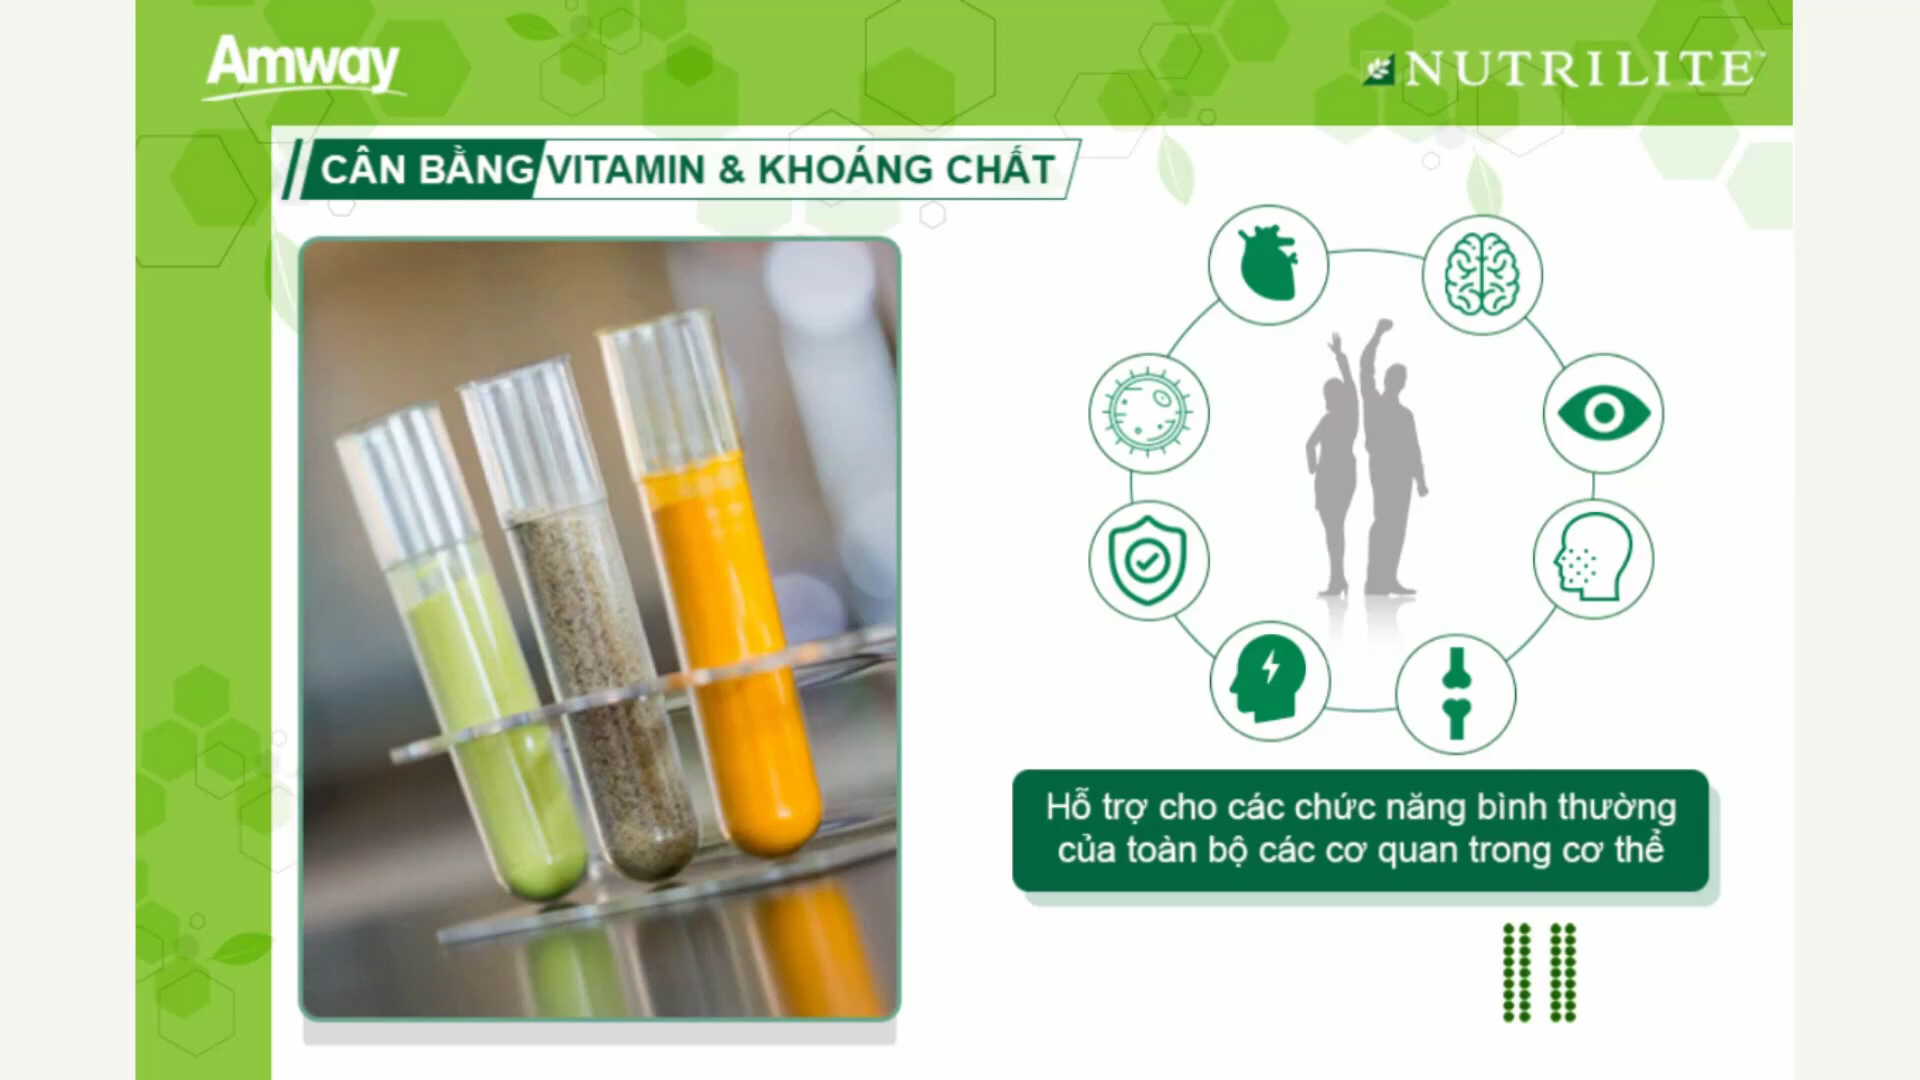 Amway
NUTRILITE™
CÂN BẰNG VITAMIN & KHOÁNG CHẤT
Hỗ trợ cho các chức năng bình thường
của toàn bộ các cơ quan trong cơ thể